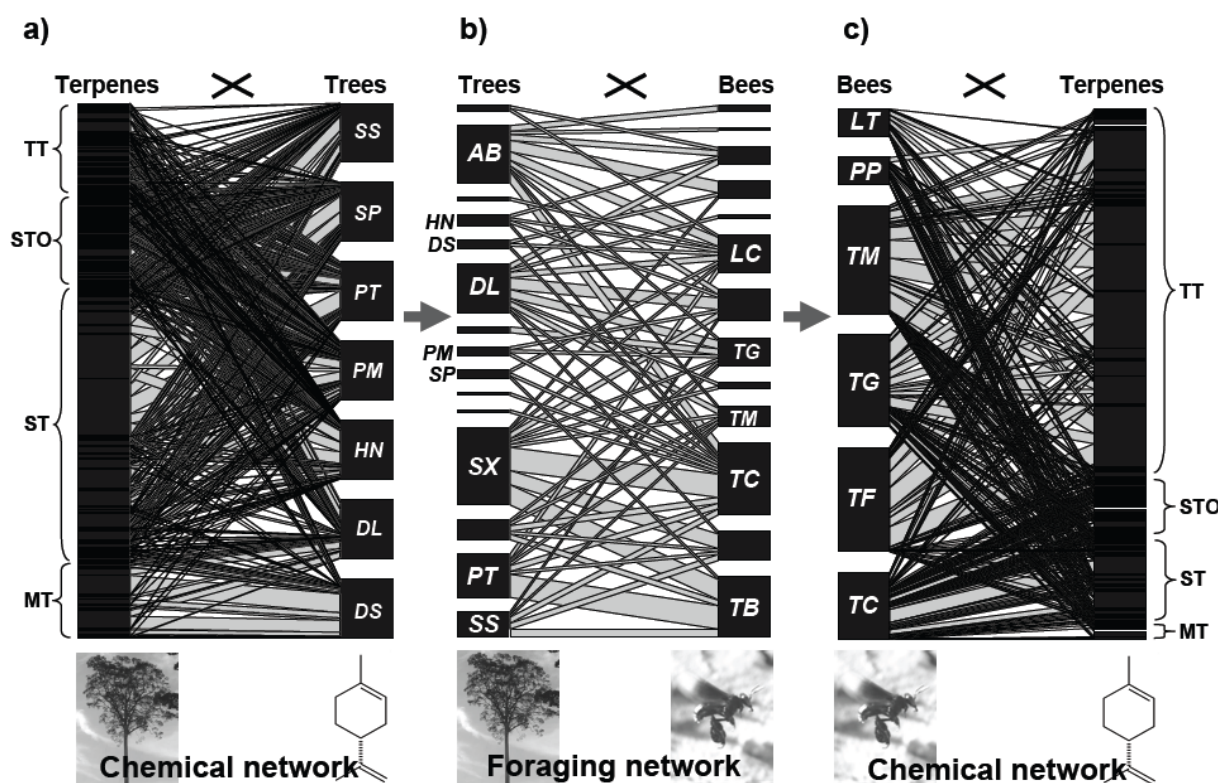 a)
Terpenes
Trees
TT
STO
ST
MT
SS
SP
PT
PM
HN
DL
DS
Chemical network
b)
Trees
Bees
AB
HN
DS
DL
PM
SP
SX
PT
SS
LC
TG
TM
TC
TB
Foraging network
c)
Bees
Terpenes
LT
PP
TM
TG
TF
TC
TT
STO
ST
MT
Chemical network